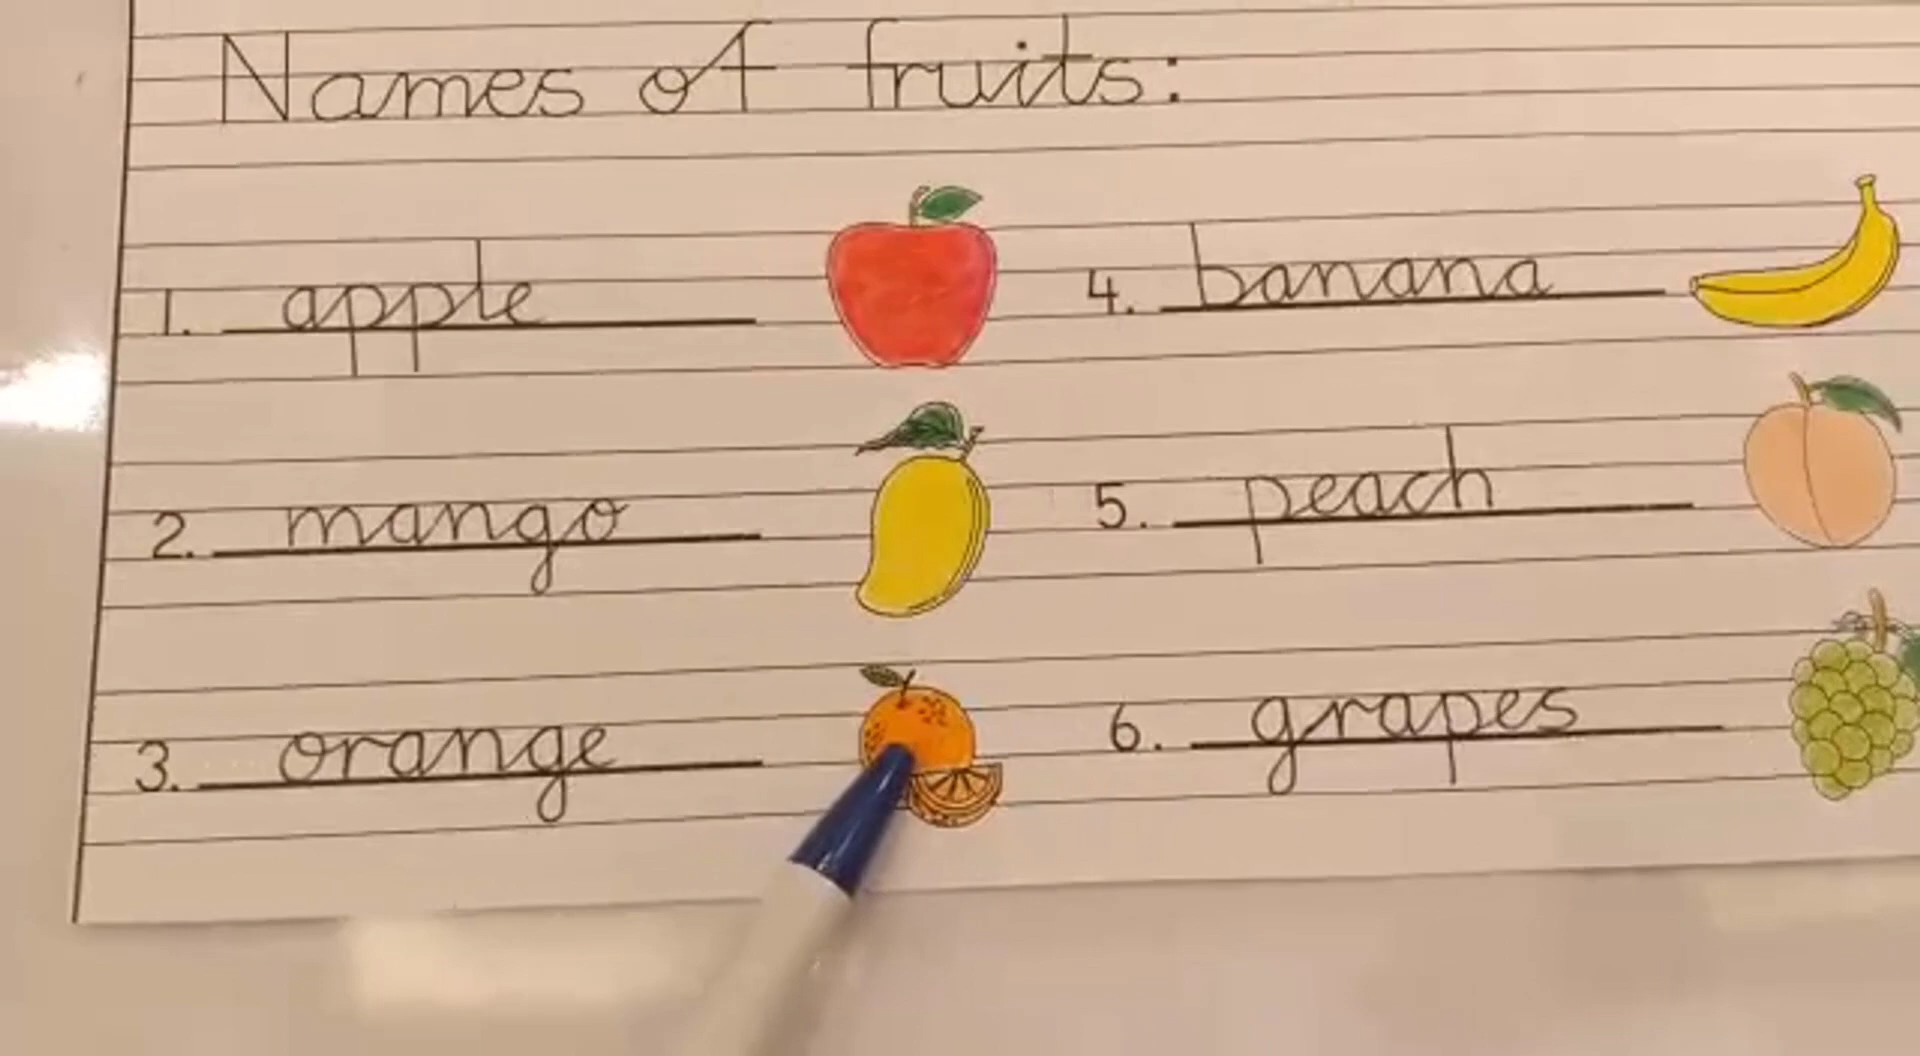 Names of fruits:
1. apple
2. mango
3. orange
4. banana
5. peach
6. grapes